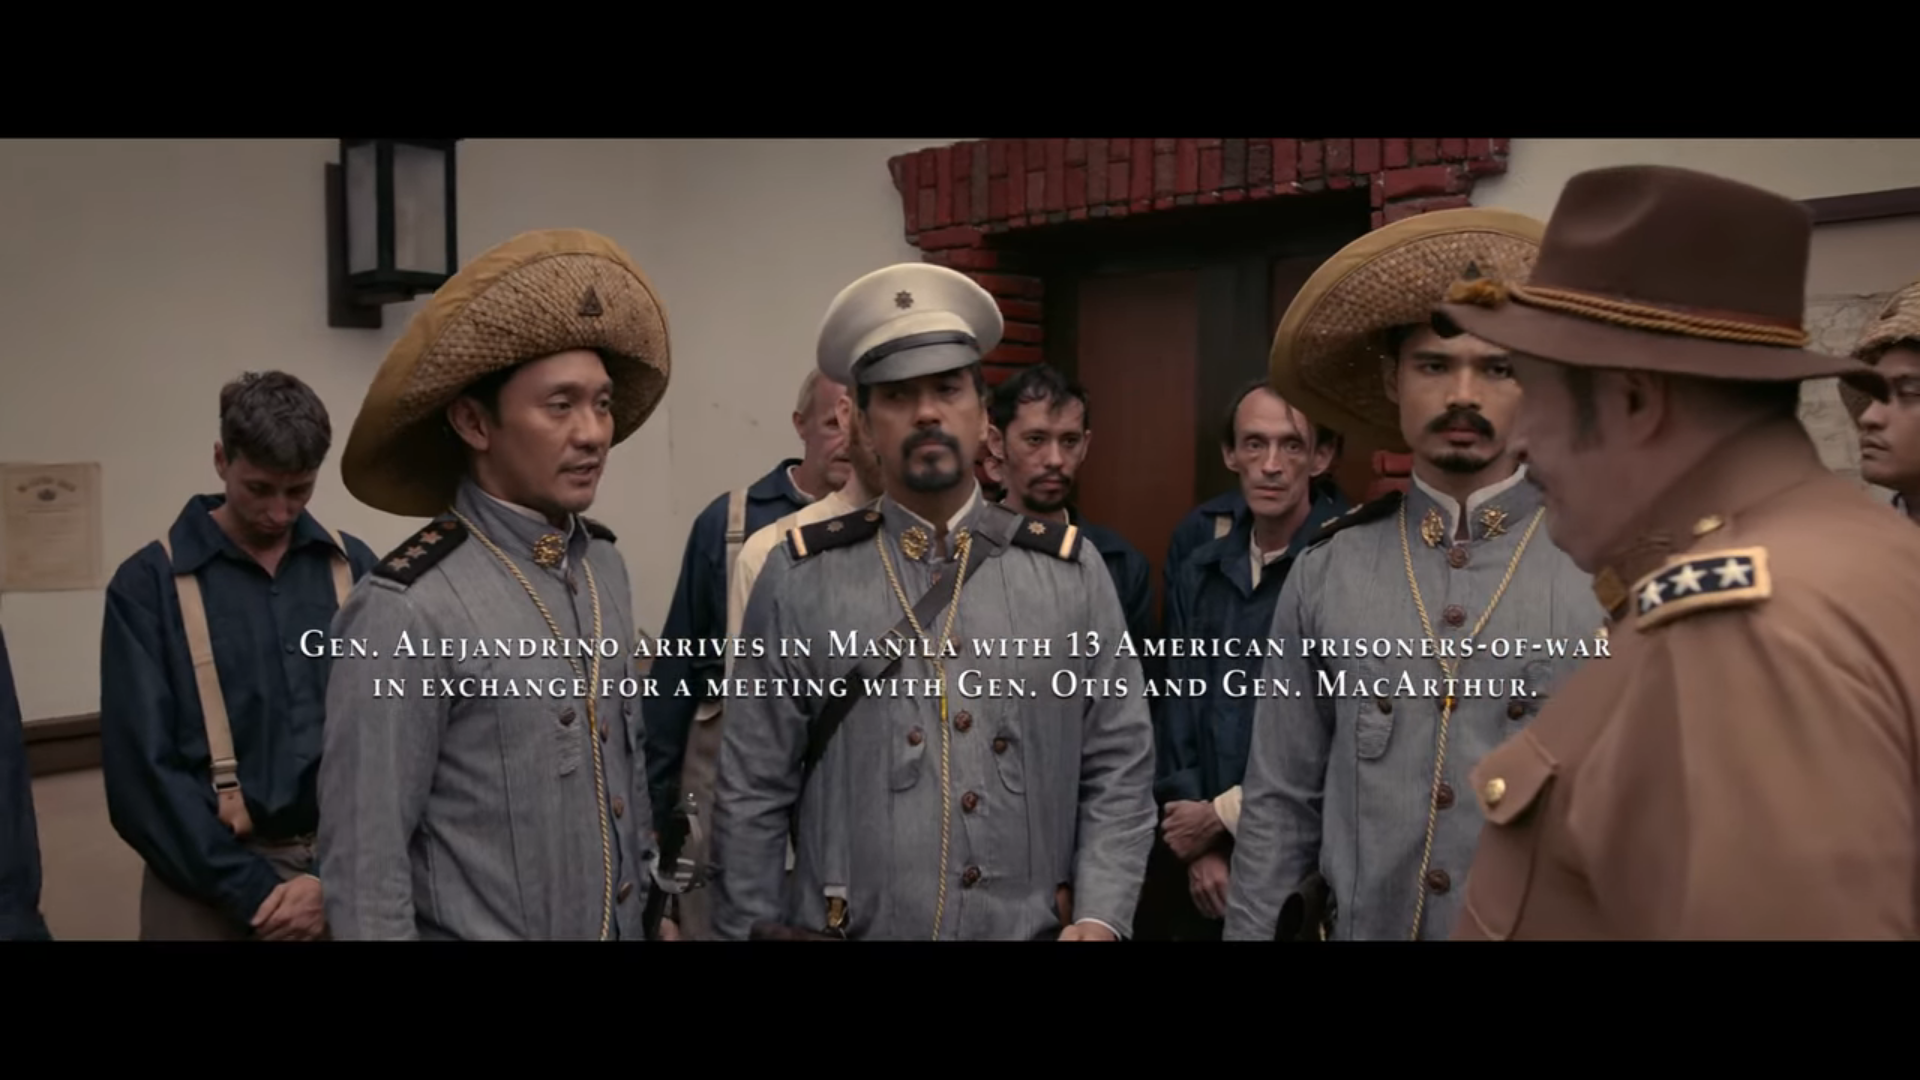 Gen. Alejandrino arrives in Manila with 13 American prisoners-of-war
in exchange for a meeting with Gen. Otis and Gen. MacArthur.